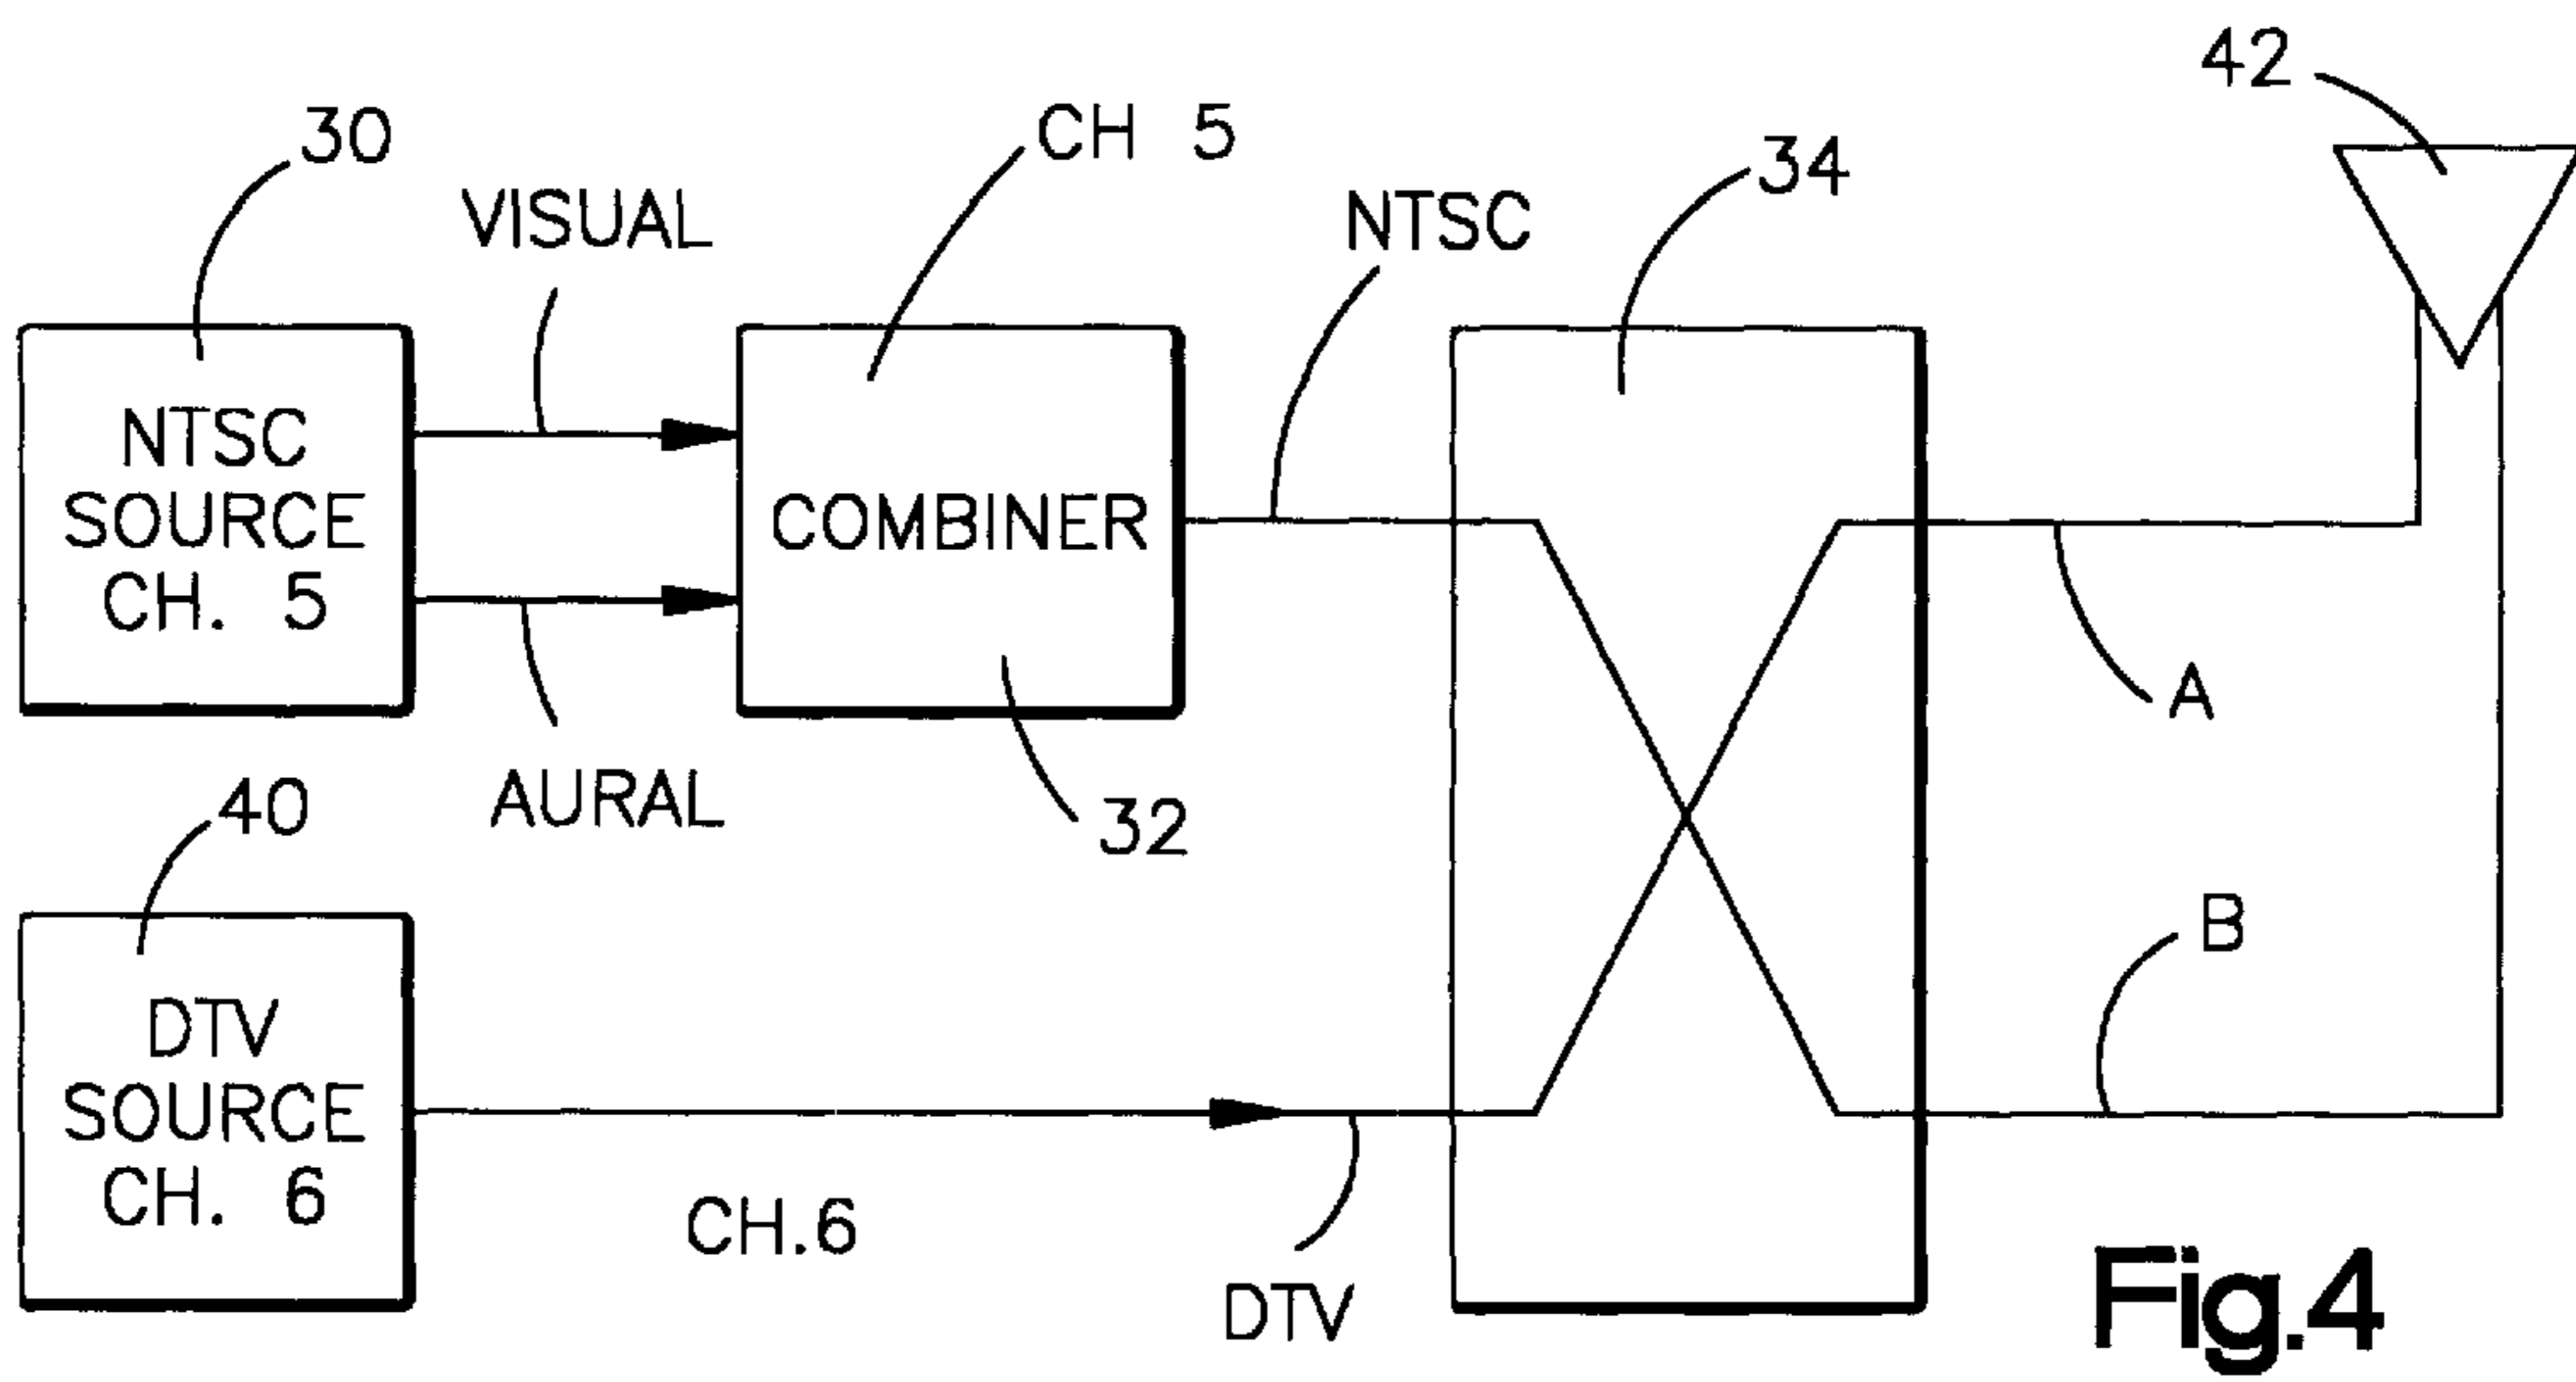 42
30
CH 5
34
VISUAL
NTSC
NTSC
SOURCE
CH. 5
COMBINER
A
40
AURAL
32
B
DTV
SOURCE
CH. 6
CH.6
DTV
Fig.4